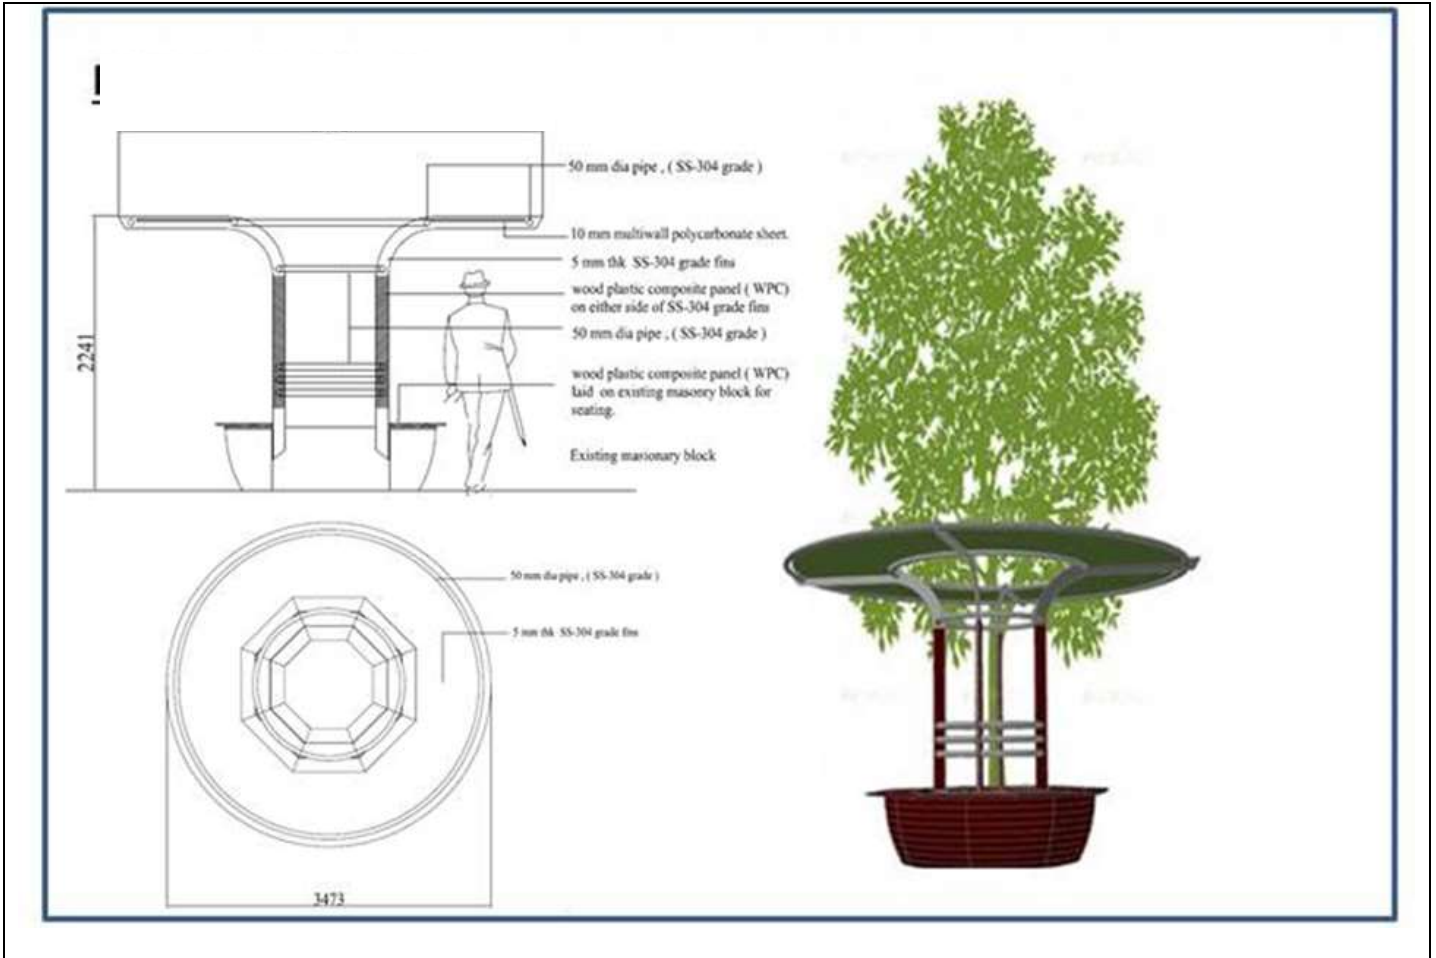 50 mm dia pipe , ( SS-304 grade )
10 mm multiwall polycarbonate sheet.
5 mm thk SS-304 grade fins
wood plastic composite panel ( WPC)
on either side of SS-304 grade fins
50 mm dia pipe , ( SS-304 grade )
wood plastic composite panel ( WPC)
laid on existing masonry block for
seating.
Existing masionary block
2241
50 mm dia pipe , ( SS-304 grade )
5 mm thk SS-304 grade fins
3473